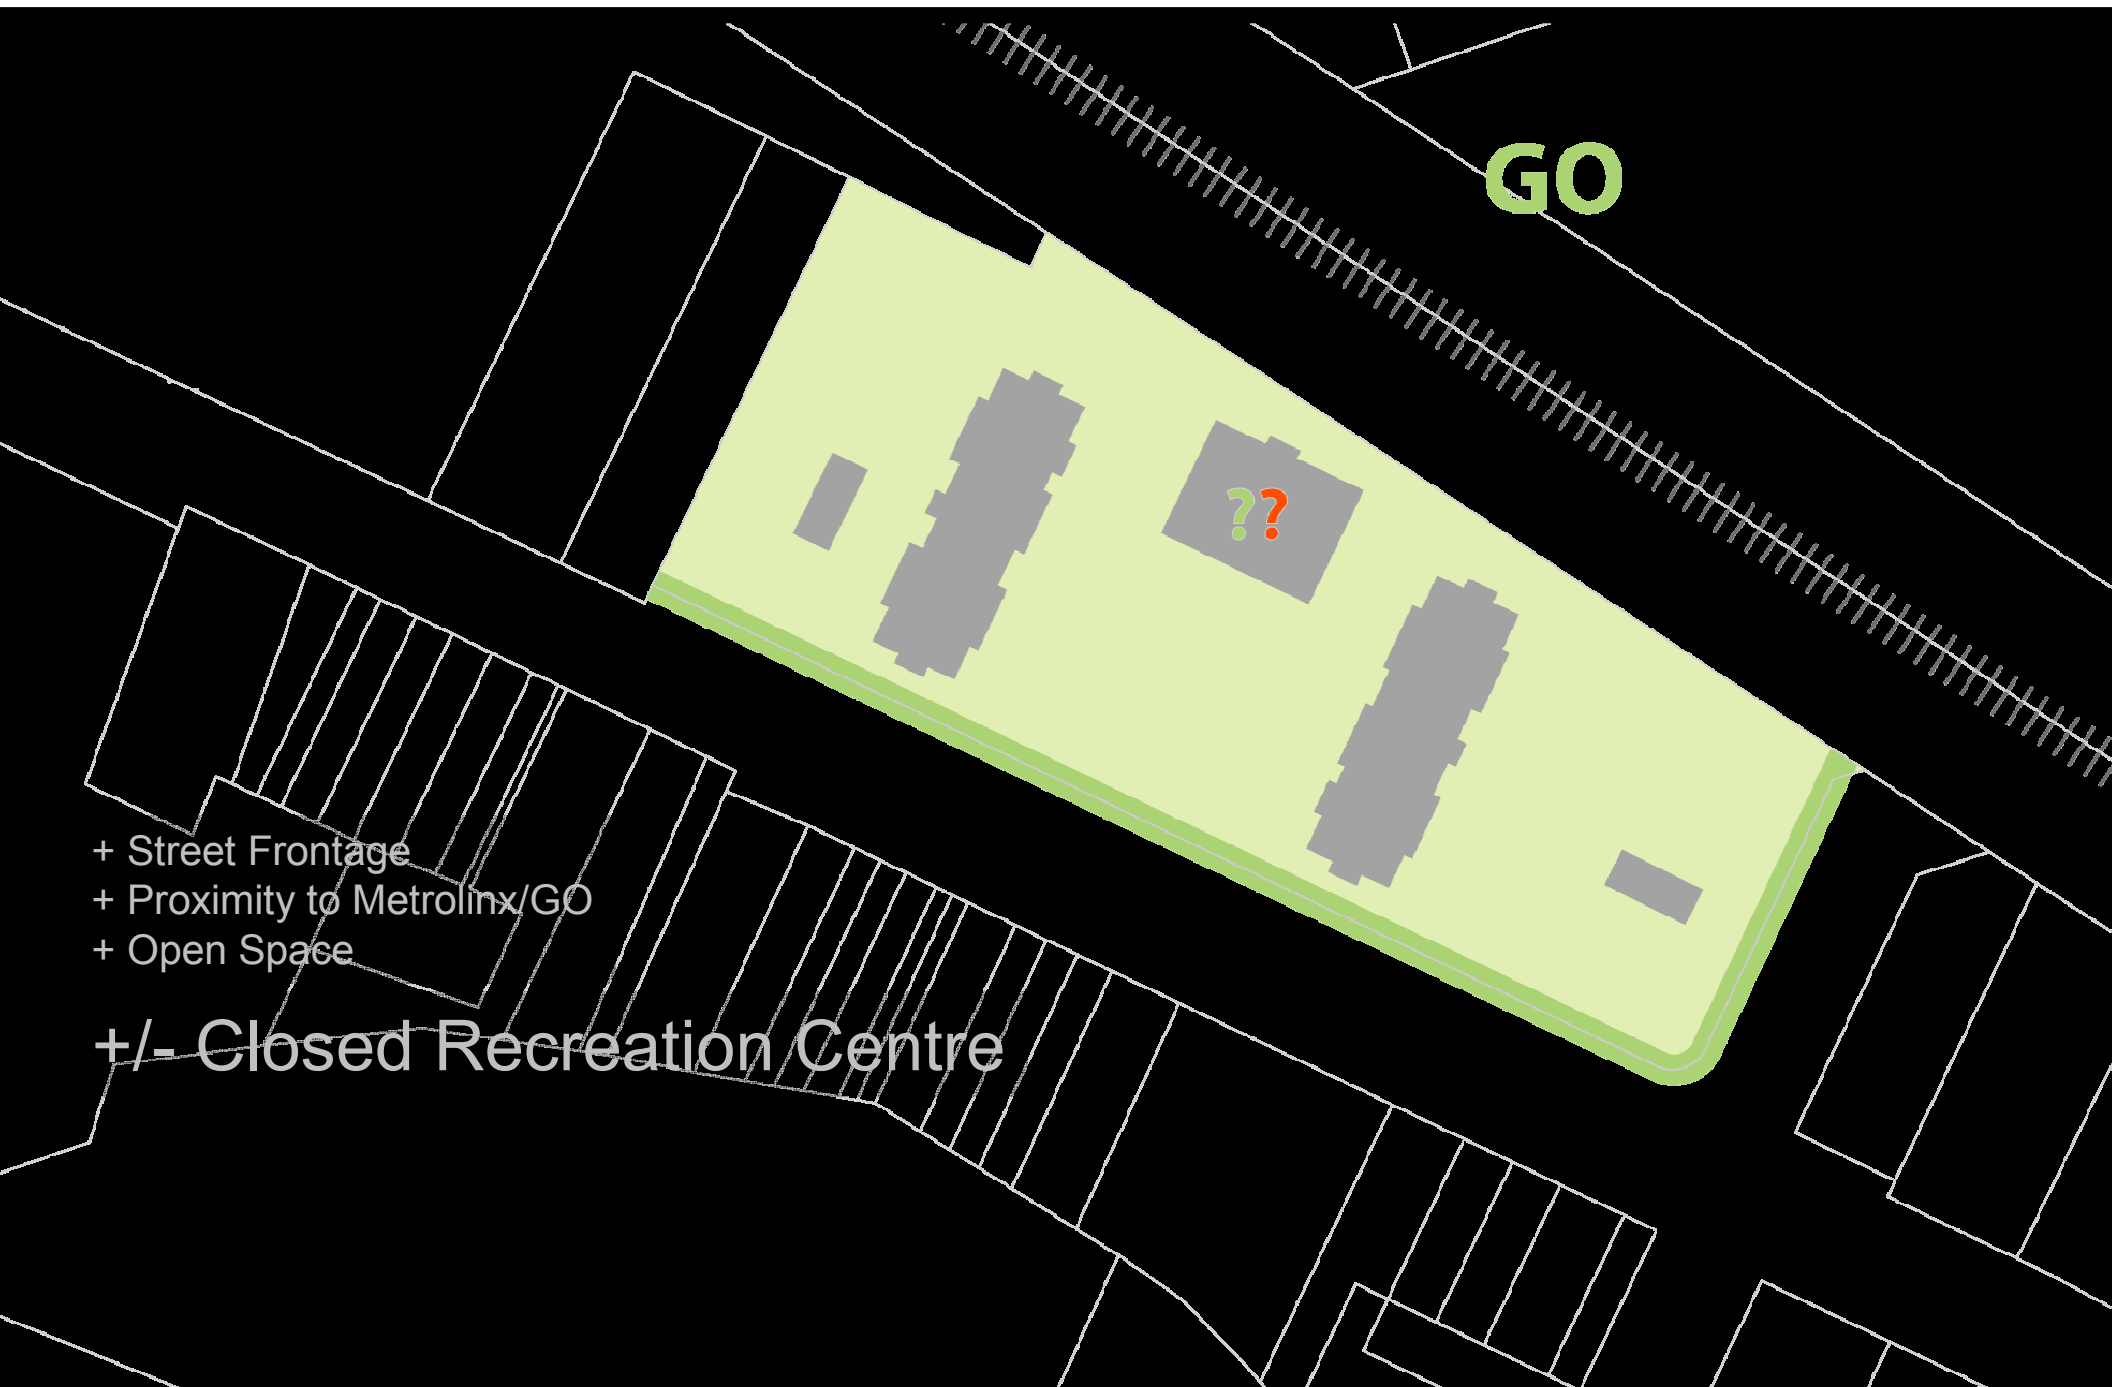 GO
??
+ Street Frontage
+ Proximity to Metrolinx/GO
+ Open Space
+/- Closed Recreation Centre